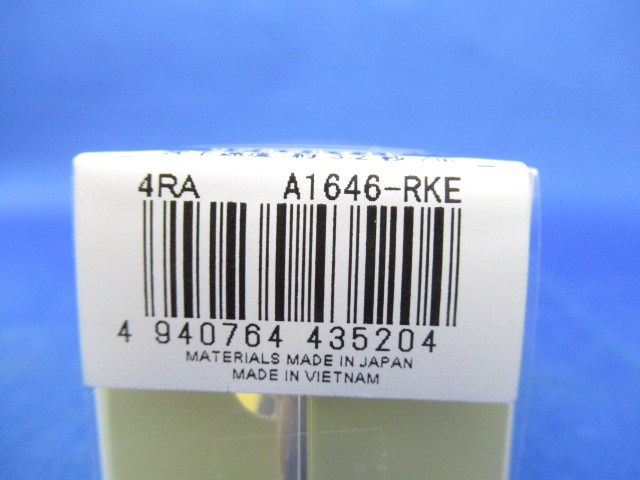 4RA A1646-RKE
4 940764 435204
MATERIALS MADE IN JAPAN
MADE IN VIETNAM